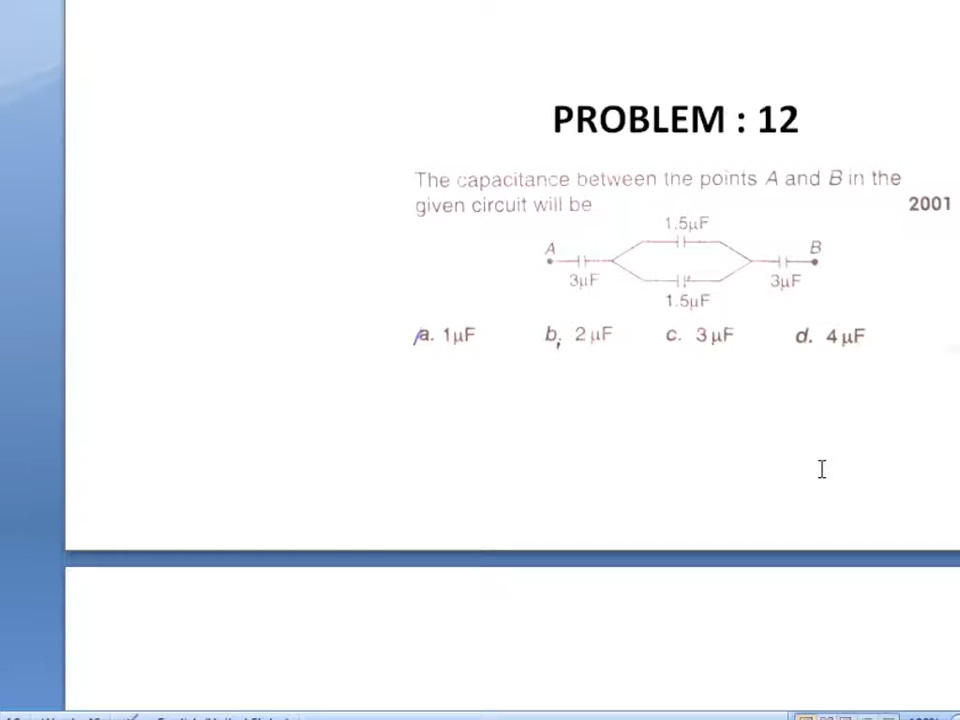 PROBLEM : 12
The capacitance between the points A and B in the
given circuit will be 2001
1.5µF
A B
3µF 3µF
1.5µF
a. 1µF b. 2µF c. 3µF d. 4µF